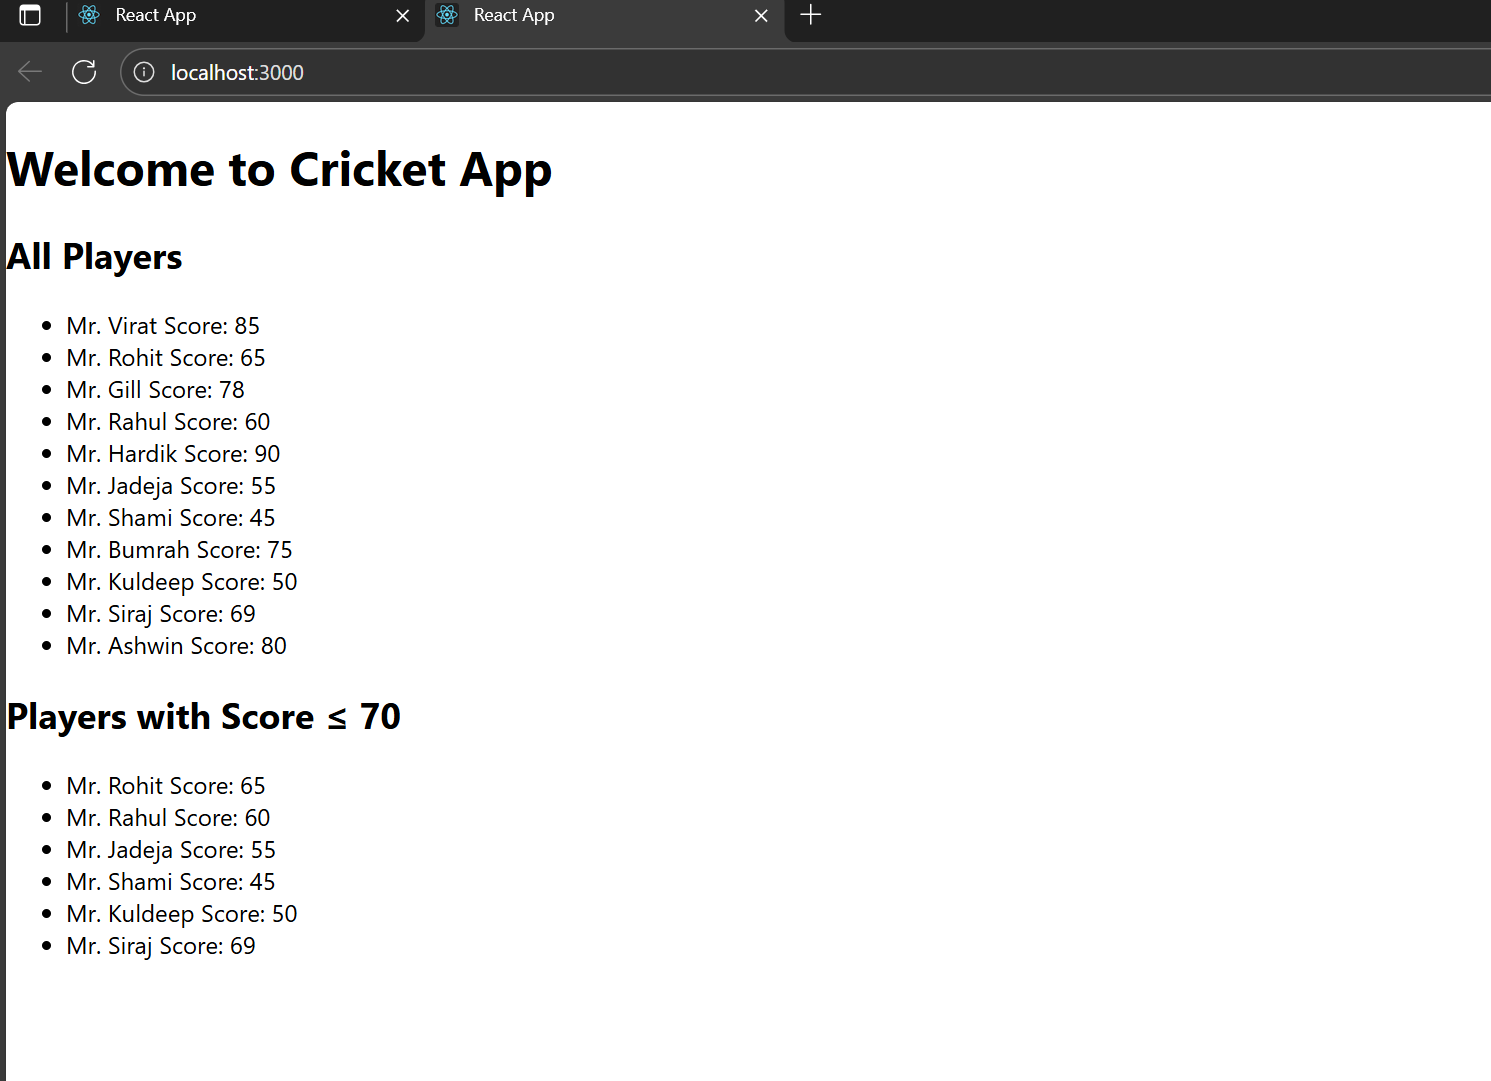 React App
React App
localhost:3000
Welcome to Cricket App
All Players
Mr. Virat Score: 85
Mr. Rohit Score: 65
Mr. Gill Score: 78
Mr. Rahul Score: 60
Mr. Hardik Score: 90
Mr. Jadeja Score: 55
Mr. Shami Score: 45
Mr. Bumrah Score: 75
Mr. Kuldeep Score: 50
Mr. Siraj Score: 69
Mr. Ashwin Score: 80
Players with Score ≤ 70
Mr. Rohit Score: 65
Mr. Rahul Score: 60
Mr. Jadeja Score: 55
Mr. Shami Score: 45
Mr. Kuldeep Score: 50
Mr. Siraj Score: 69